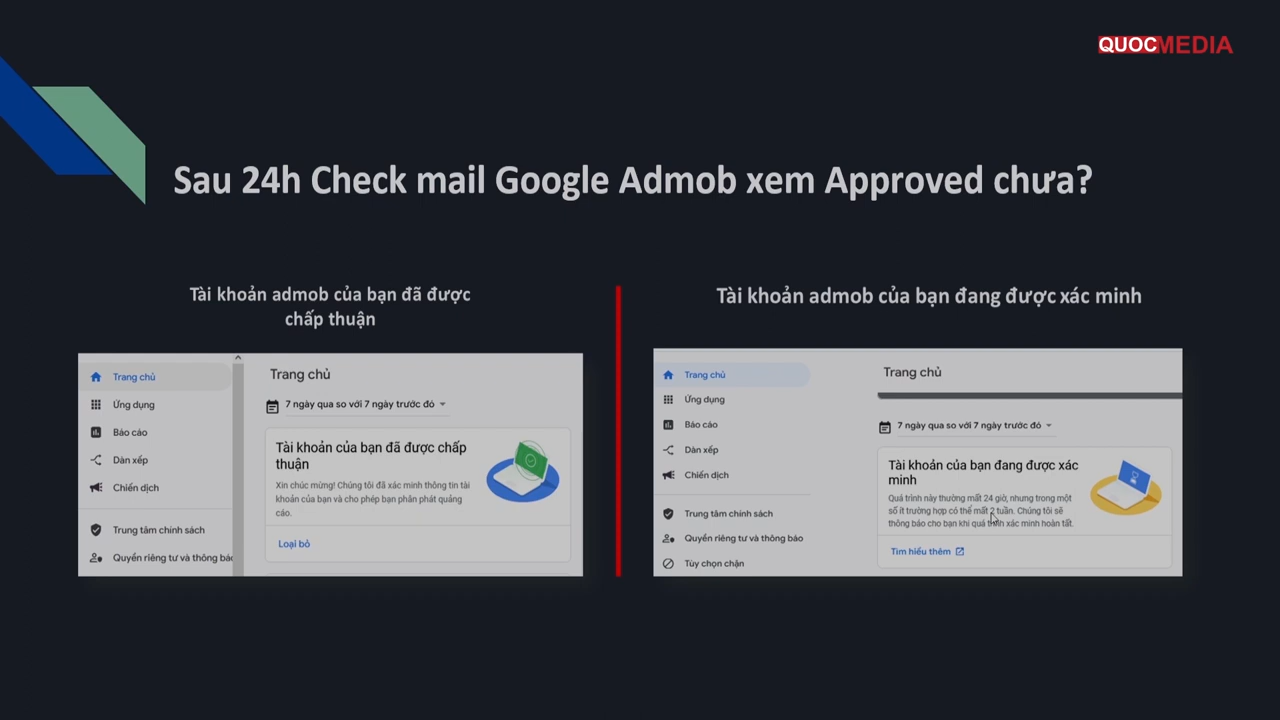 QUOCMEDIA
Sau 24h Check mail Google Admob xem Approved chưa?
Tài khoản admob của bạn đã được
chấp thuận
Trang chủ
Ứng dụng
Báo cáo
Dàn xếp
Chiến dịch
Trung tâm chính sách
Quyền riêng tư và thông báo
Trang chủ
7 ngày qua so với 7 ngày trước đó
Tài khoản của bạn đã được chấp
thuận
Xin chúc mừng! Chúng tôi đã xác minh thông tin tài
khoản của bạn và cho phép bạn phân phát quảng
cáo.
Loại bỏ
Tài khoản admob của bạn đang được xác minh
Trang chủ
Ứng dụng
Báo cáo
Dàn xếp
Chiến dịch
Trung tâm chính sách
Quyền riêng tư và thông báo
Tùy chọn chặn
Trang chủ
7 ngày qua so với 7 ngày trước đó
Tài khoản của bạn đang được xác
minh
Quá trình này thường mất 24 giờ, nhưng trong một
số ít trường hợp có thể mất 2 tuần. Chúng tôi sẽ
thông báo cho bạn khi quá trình xác minh hoàn tất.
Tìm hiểu thêm